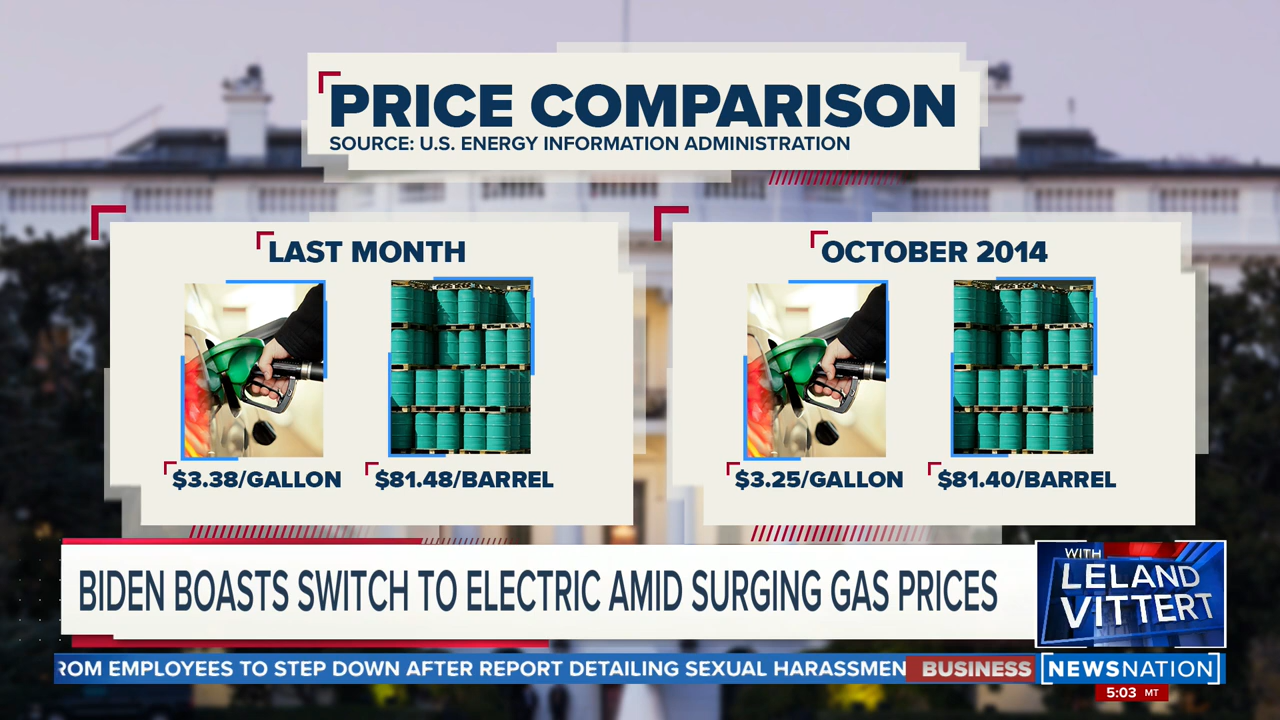 PRICE COMPARISON
SOURCE: U.S. ENERGY INFORMATION ADMINISTRATION
LAST MONTH
$3.38/GALLON
$81.48/BARREL
OCTOBER 2014
$3.25/GALLON
$81.40/BARREL
BIDEN BOASTS SWITCH TO ELECTRIC AMID SURGING GAS PRICES
WITH
LELAND
VITTERT
ROM EMPLOYEES TO STEP DOWN AFTER REPORT DETAILING SEXUAL HARASSMEN
BUSINESS
NEWSNATION
5:03 MT